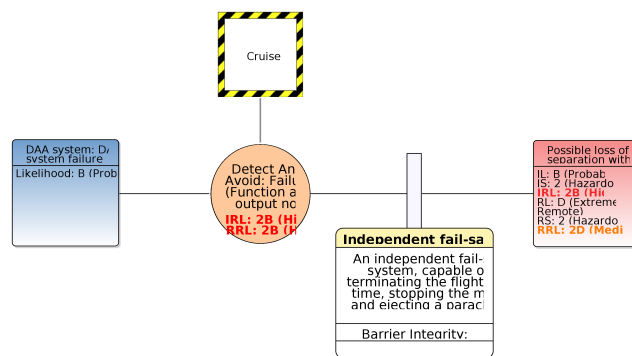 Cruise
DAA system: DA
system failure
Likelihood: B (Prob
Detect An
Avoid: Failu
(Function a
output no
IRL: 2B (Hi
RRL: 2B (H
Independent fail-sa
An independent fail-
system, capable o
terminating the flight
time, stopping the m
and ejecting a parach
Barrier Integrity:
Possible loss of
separation with
IL: B (Probab
IS: 2 (Hazardo
IRL: 2B (Hig
RL: D (Extreme
Remote)
RS: 2 (Hazardo
RRL: 2D (Medi